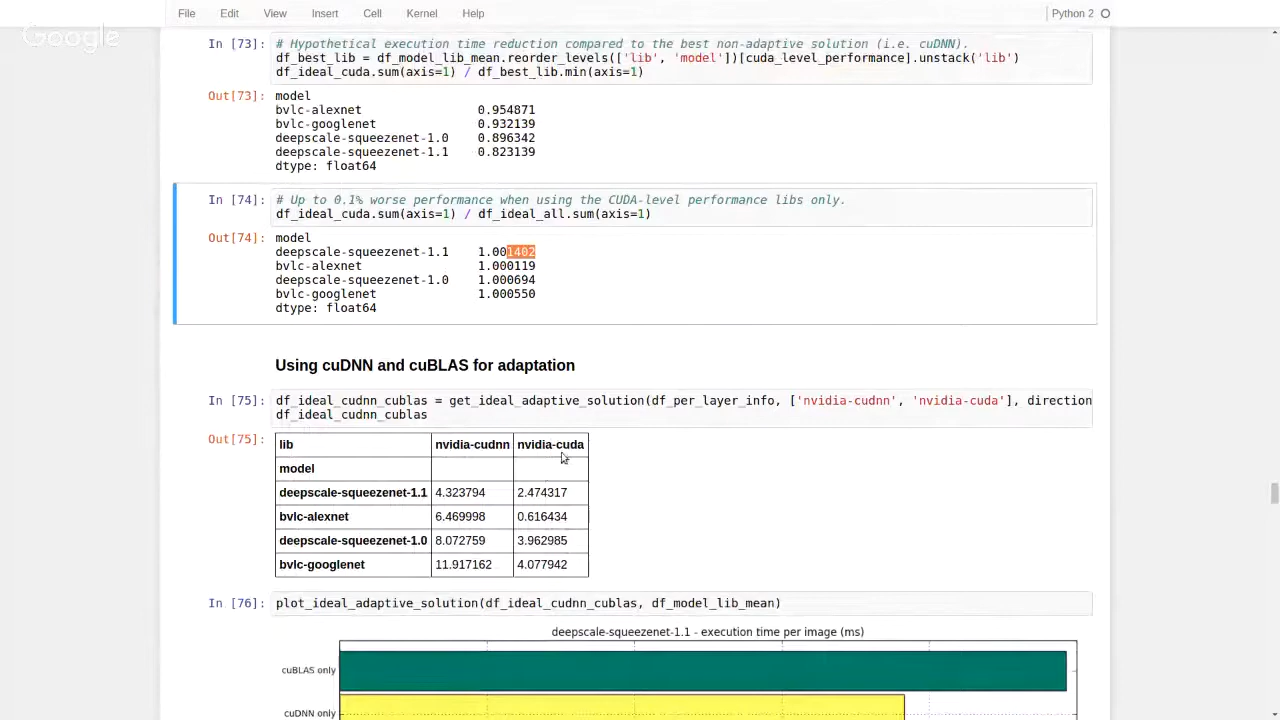 Google
File Edit View Insert Cell Kernel Help Python 2
In [73]: # Hypothetical execution time reduction compared to the best non-adaptive solution (i.e. cuDNN).
df_best_lib = df_model_lib_mean.reorder_levels(['lib', 'model'])[cuda_level_performance].unstack('lib')
df_ideal_cuda.sum(axis=1) / df_best_lib.min(axis=1)
Out[73]: model
bvlc-alexnet 0.954871
bvlc-googlenet 0.932139
deepscale-squeezenet-1.0 0.896342
deepscale-squeezenet-1.1 0.823139
dtype: float64
In [74]: # Up to 0.1% worse performance when using the CUDA-level performance libs only.
df_ideal_cuda.sum(axis=1) / df_ideal_all.sum(axis=1)
Out[74]: model
deepscale-squeezenet-1.1 1.001402
bvlc-alexnet 1.000119
deepscale-squeezenet-1.0 1.000694
bvlc-googlenet 1.000550
dtype: float64
Using cuDNN and cuBLAS for adaptation
In [75]: df_ideal_cudnn_cublas = get_ideal_adaptive_solution(df_per_layer_info, ['nvidia-cudnn', 'nvidia-cuda'], direction
df_ideal_cudnn_cublas
Out[75]:
lib nvidia-cudnn nvidia-cuda
model
deepscale-squeezenet-1.1 4.323794 2.474317
bvlc-alexnet 6.469998 0.616434
deepscale-squeezenet-1.0 8.072759 3.962985
bvlc-googlenet 11.917162 4.077942
In [76]: plot_ideal_adaptive_solution(df_ideal_cudnn_cublas, df_model_lib_mean)
deepscale-squeezenet-1.1 - execution time per image (ms)
cuBLAS only
cuDNN only